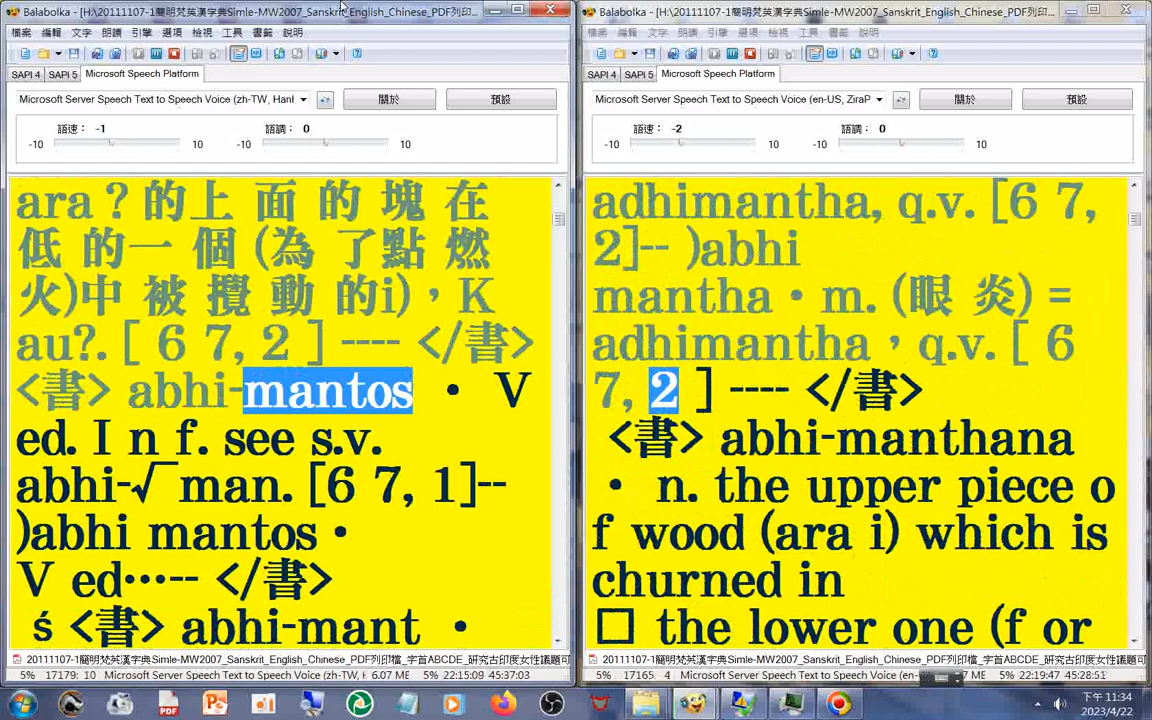 Balabolka - [H:\20111107-1簡明梵英漢字典Simle-MW2007_Sanskrit_English_Chinese_PDF列印...
檔案 編輯 文字 朗讀 引擎 選項 檢視 工具 書籤 說明
SAPI 4 SAPI 5 Microsoft Speech Platform
Microsoft Server Speech Text to Speech Voice (zh-TW, Hanl
關於 預設
語速： -1 語調： 0
-10 10 -10 10
ara？的上 面 的 塊 在
低 的一 個 (為 了點 燃
火)中 被 攪 動 的i)，K
au?. [ 6 7, 2 ] ---- </書>
<書> abhi-mantos • V
ed. I n f. see s.v.
abhi-√ man. [6 7, 1]--
)abhi mantos •
V ed…-- </書>
ś <書> abhi-mant •
20111107-1簡明梵英漢字典Simle-MW2007_Sanskrit_English_Chinese_PDF列印檔_字首ABCDE_研究古印度女性議題可
5% 17179: 10 Microsoft Server Speech Text to Speech Voice (zh-TW, H 6.07 ME 5% 22:15:09 45:37:03
Balabolka - [H:\20111107-1簡明梵英漢字典Simle-MW2007_Sanskrit_English_Chinese_PDF列印...
檔案 編輯 文字 朗讀 引擎 選項 檢視 工具 書籤 說明
SAPI 4 SAPI 5 Microsoft Speech Platform
Microsoft Server Speech Text to Speech Voice (en-US, ZiraP
關於 預設
語速： -2 語調： 0
-10 10 -10 10
adhimantha, q.v. [6 7,
2]-- )abhi
mantha • m. (眼 炎) =
adhimantha，q.v. [ 6
7, 2 ] ---- </書>
<書> abhi-manthana
• n. the upper piece o
f wood (ara i) which is
churned in
□ the lower one (f or
20111107-1簡明梵英漢字典Simle-MW2007_Sanskrit_English_Chinese_PDF列印檔_字首ABCDE_研究古印度女性議題可
5% 17165: 4 Microsoft Server Speech Text to Speech Voice (en-US 5% 22:19:47 45:28:51
下午 11:34
2023/4/22